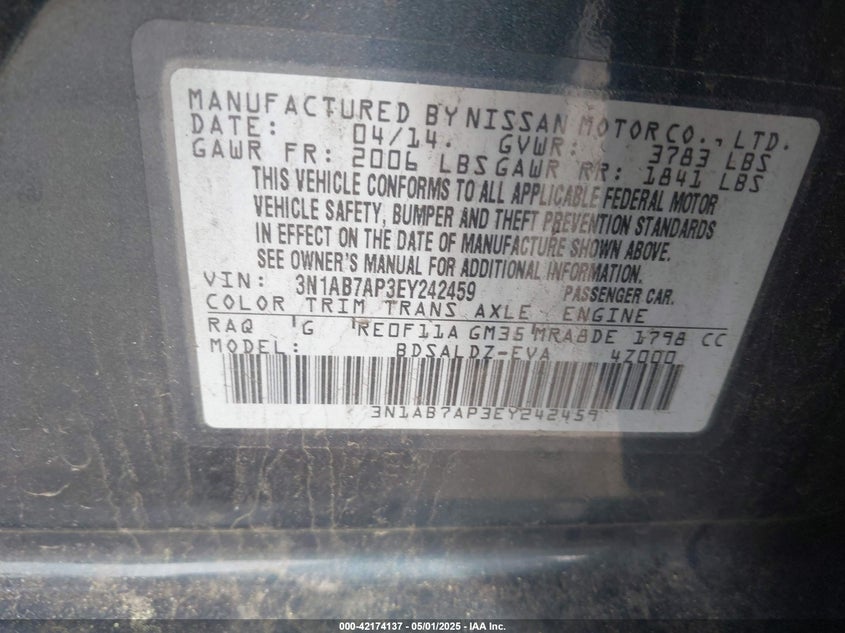 MANUFACTURED BY NISSAN MOTOR CO., LTD.
DATE: 04/14. GVWR: 3783 LBS
GAWR FR: 2006 LBS GAWR RR: 1841 LBS
THIS VEHICLE CONFORMS TO ALL APPLICABLE FEDERAL MOTOR
VEHICLE SAFETY, BUMPER AND THEFT PREVENTION STANDARDS
IN EFFECT ON THE DATE OF MANUFACTURE SHOWN ABOVE.
SEE OWNER'S MANUAL FOR ADDITIONAL INFORMATION.
VIN: 3N1AB7AP3EY242459 PASSENGER CAR.
COLOR TRIM TRANS AXLE ENGINE
RAQ G RE0F11A GM35 MRA8DE 1798 CC
MODEL: BDSALDZ-EVA 4Z000
3N1AB7AP3EY242459
000-42174137 - 05/01/2025 - IAA Inc.